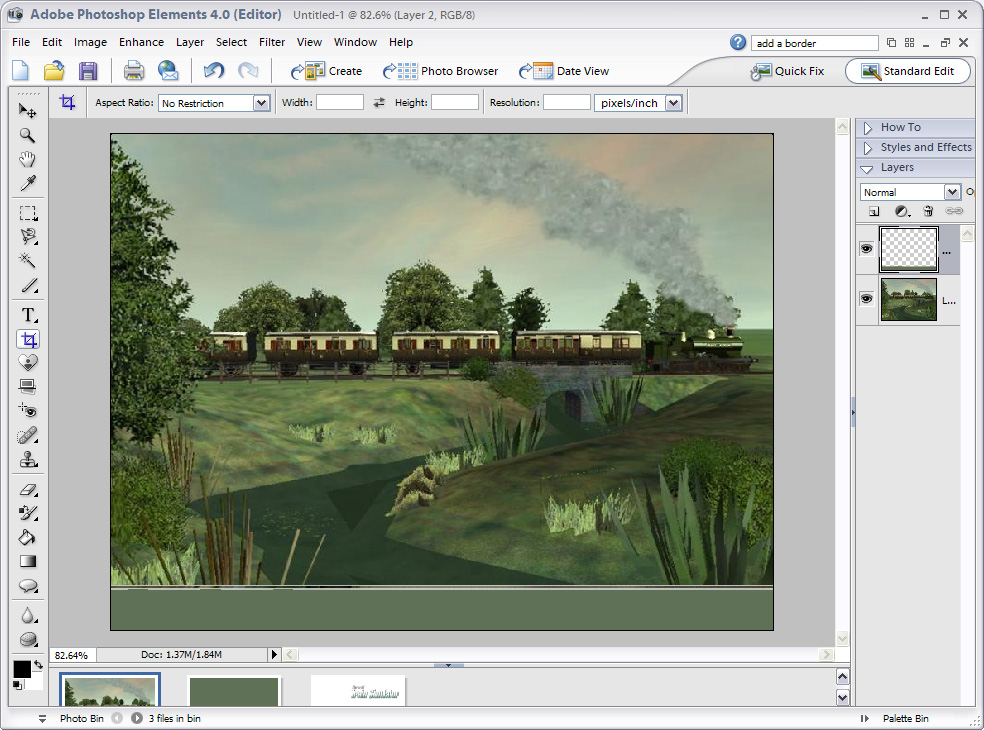 Adobe Photoshop Elements 4.0 (Editor) Untitled-1 @ 82.6% (Layer 2, RGB/8)
File Edit Image Enhance Layer Select Filter View Window Help add a border
Create Photo Browser Date View Quick Fix Standard Edit
Aspect Ratio: No Restriction Width: Height: Resolution: pixels/inch
How To
Styles and Effects
Layers
Normal
...
L...
T
82.64% Doc: 1.37M/1.84M
Train Simulator
Photo Bin 3 files in bin Palette Bin